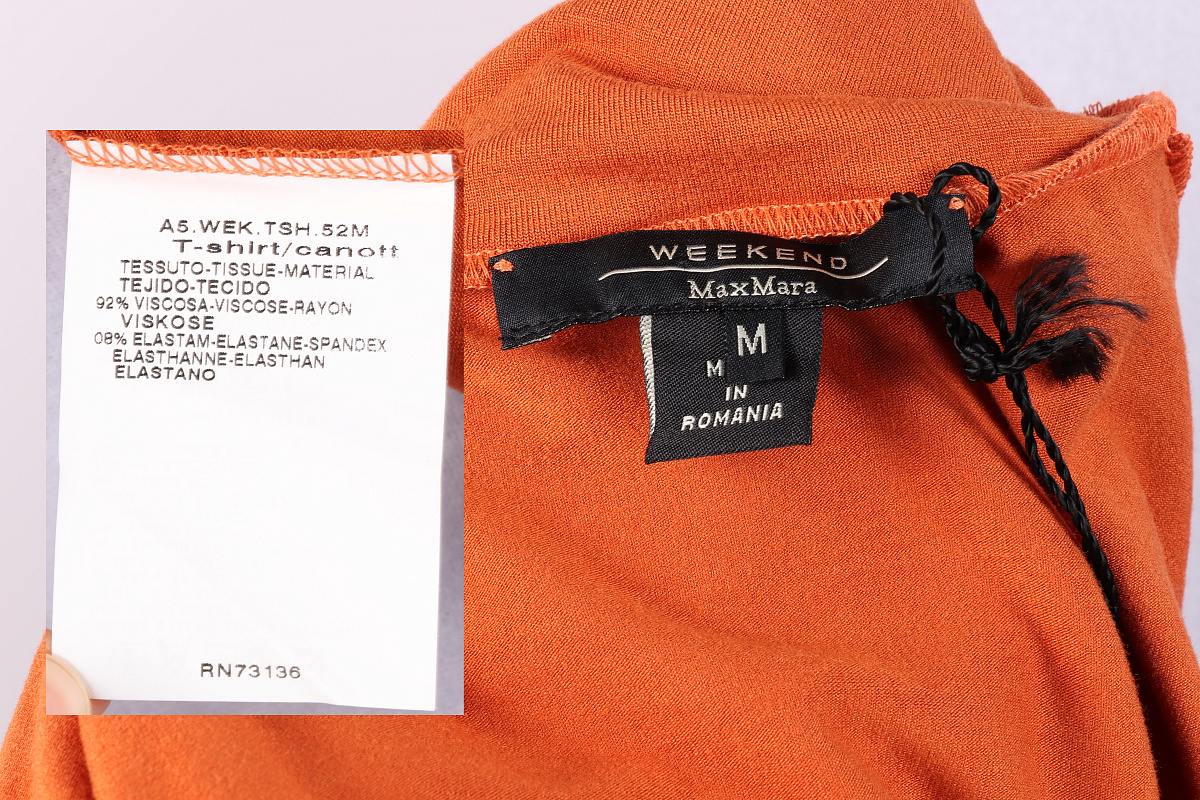 A5.WEK.TSH.52M
T-shirt/canott
TESSUTO-TISSUE-MATERIAL
TEJIDO-TECIDO
92% VISCOSA-VISCOSE-RAYON
VISKOSE
08% ELASTAM-ELASTANE-SPANDEX
ELASTHANNE-ELASTHAN
ELASTANO
RN73136
WEEKEND
MaxMara
M
M
IN
ROMANIA